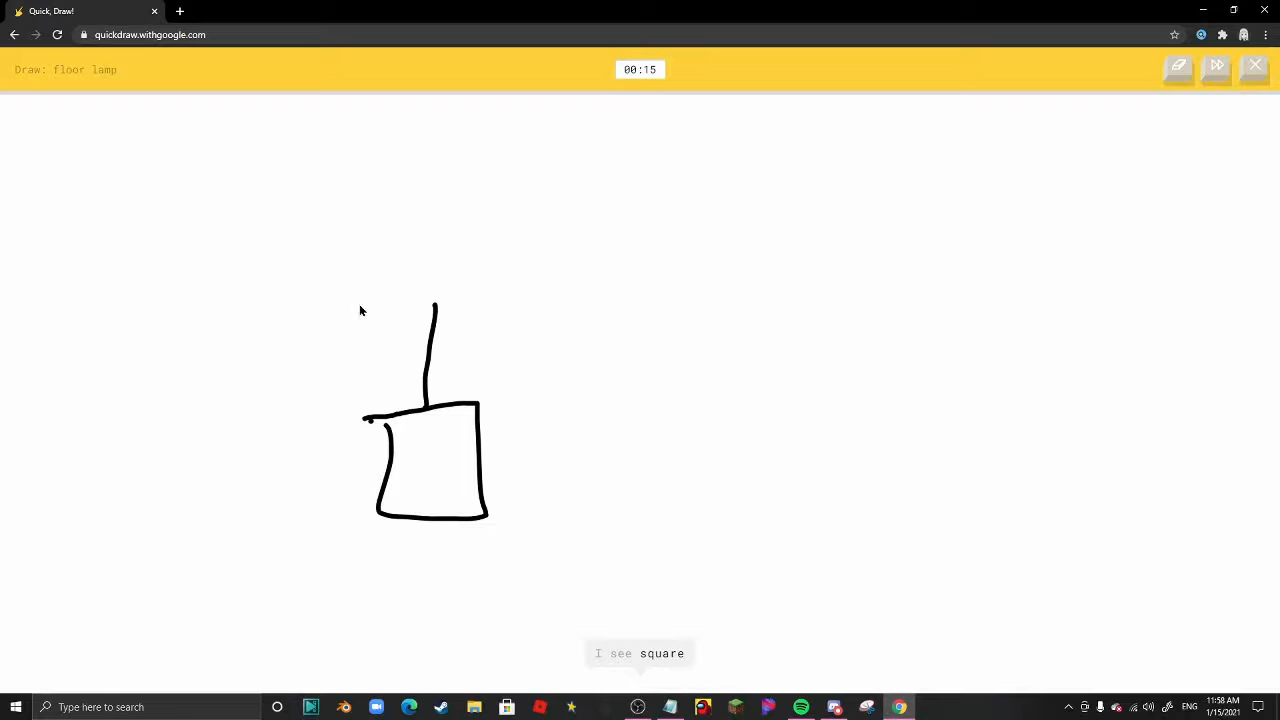 Quick, Draw!
quickdraw.withgoogle.com
Draw: floor lamp
00:15
I see square
Type here to search
ENG
11:58 AM
1/15/2021